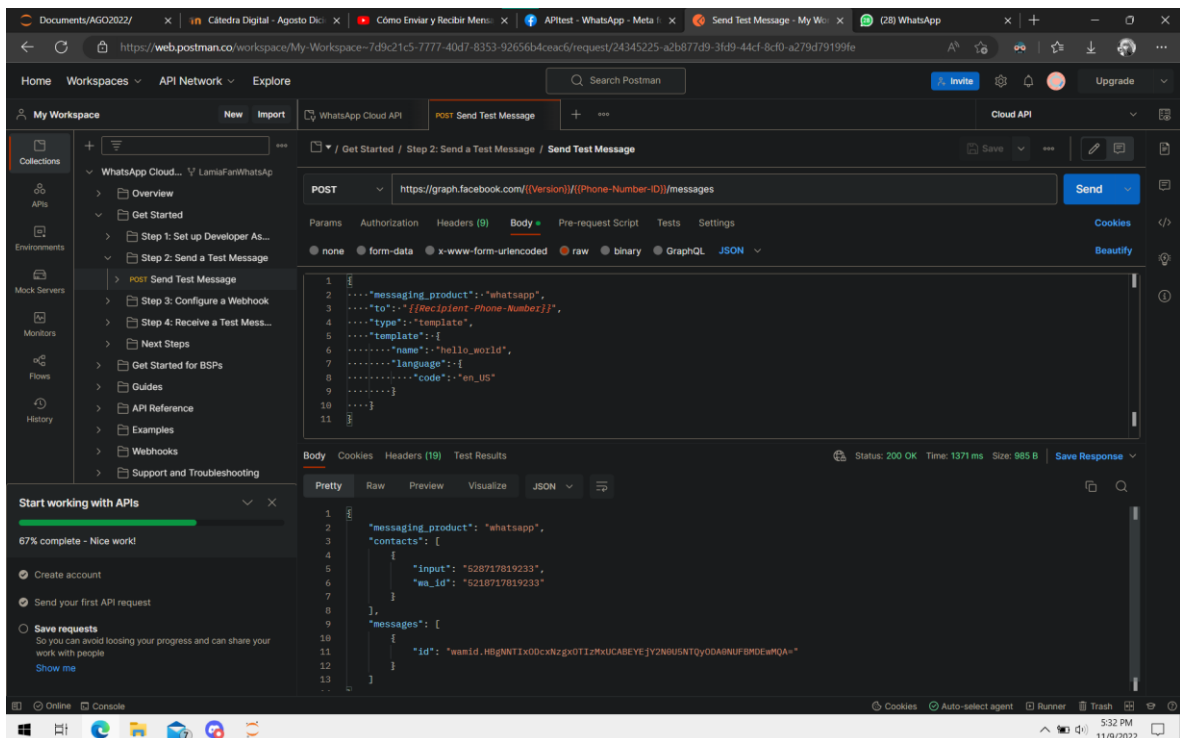 Documents/AGO2022/
Cátedra Digital - Agosto Dici
Cómo Enviar y Recibir Mensa
APItest - WhatsApp - Meta f
Send Test Message - My Wor
(28) WhatsApp
https://web.postman.co/workspace/My-Workspace~7d9c21c5-7777-40d7-8353-92656b4ceac6/request/24345225-a2b877d9-3fd9-44cf-8cf0-a279d79199fe
Home Workspaces API Network Explore
Search Postman
Invite
Upgrade
My Workspace
New Import
WhatsApp Cloud API
POST Send Test Message
Cloud API
Collections
APIs
Environments
Mock Servers
Monitors
Flows
History
WhatsApp Cloud... LamiaFanWhatsAp
Overview
Get Started
Step 1: Set up Developer As...
Step 2: Send a Test Message
POST Send Test Message
Step 3: Configure a Webhook
Step 4: Receive a Test Mess...
Next Steps
Get Started for BSPs
Guides
API Reference
Examples
Webhooks
Support and Troubleshooting
Start working with APIs
67% complete - Nice work!
Create account
Send your first API request
Save requests
So you can avoid loosing your progress and can share your
work with people
Show me
/ Get Started / Step 2: Send a Test Message / Send Test Message
Save
POST
https://graph.facebook.com/{{Version}}/{{Phone-Number-ID}}/messages
Send
Params Authorization Headers (9) Body Pre-request Script Tests Settings
Cookies
none form-data x-www-form-urlencoded raw binary GraphQL JSON
Beautify
1 {
2 ····"messaging_product":·"whatsapp",
3 ····"to":·"{{Recipient-Phone-Number}}",
4 ····"type":·"template",
5 ····"template":·{
6 ········"name":·"hello_world",
7 ········"language":·{
8 ············"code":·"en_US"
9 ········}
10 ····}
11 }
Body Cookies Headers (19) Test Results
Status: 200 OK Time: 1371 ms Size: 985 B Save Response
Pretty Raw Preview Visualize JSON
1 {
2 "messaging_product": "whatsapp",
3 "contacts": [
4 {
5 "input": "528717819233",
6 "wa_id": "5218717819233"
7 }
8 ],
9 "messages": [
10 {
11 "id": "wamid.HBgNNTIxODcxNzgxOTIzMxUCABEYEjY2N0U5NTQyODA0NUFBMDEwMQA="
12 }
13 ]
Online Console
Cookies Auto-select agent Runner Trash
5:32 PM
11/9/2022